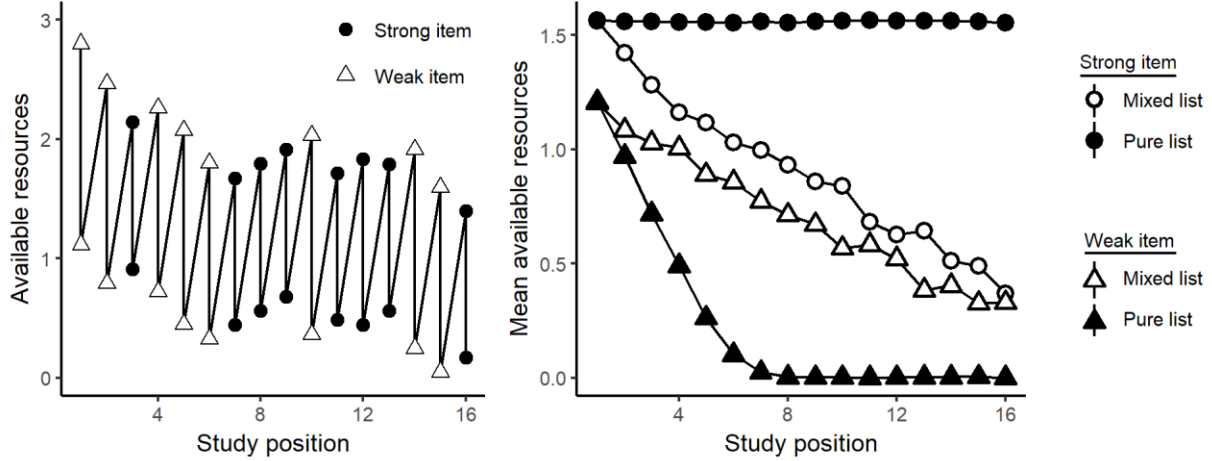 3
2
1
0
Available resources
Strong item
Weak item
4
8
12
16
Study position
1.5
1.0
0.5
0.0
Mean available resources
4
8
12
16
Study position
Strong item
Mixed list
Pure list
Weak item
Mixed list
Pure list